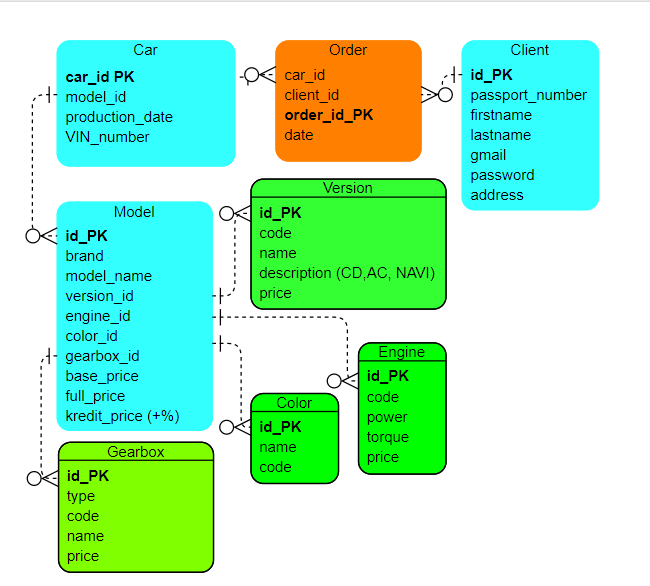 Car
car_id PK
model_id
production_date
VIN_number
Order
car_id
client_id
order_id_PK
date
Client
id_PK
passport_number
firstname
lastname
gmail
password
address
Model
id_PK
brand
model_name
version_id
engine_id
color_id
gearbox_id
base_price
full_price
kredit_price (+%)
Version
id_PK
code
name
description (CD,AC, NAVI)
price
Engine
id_PK
code
power
torque
price
Color
id_PK
name
code
Gearbox
id_PK
type
code
name
price